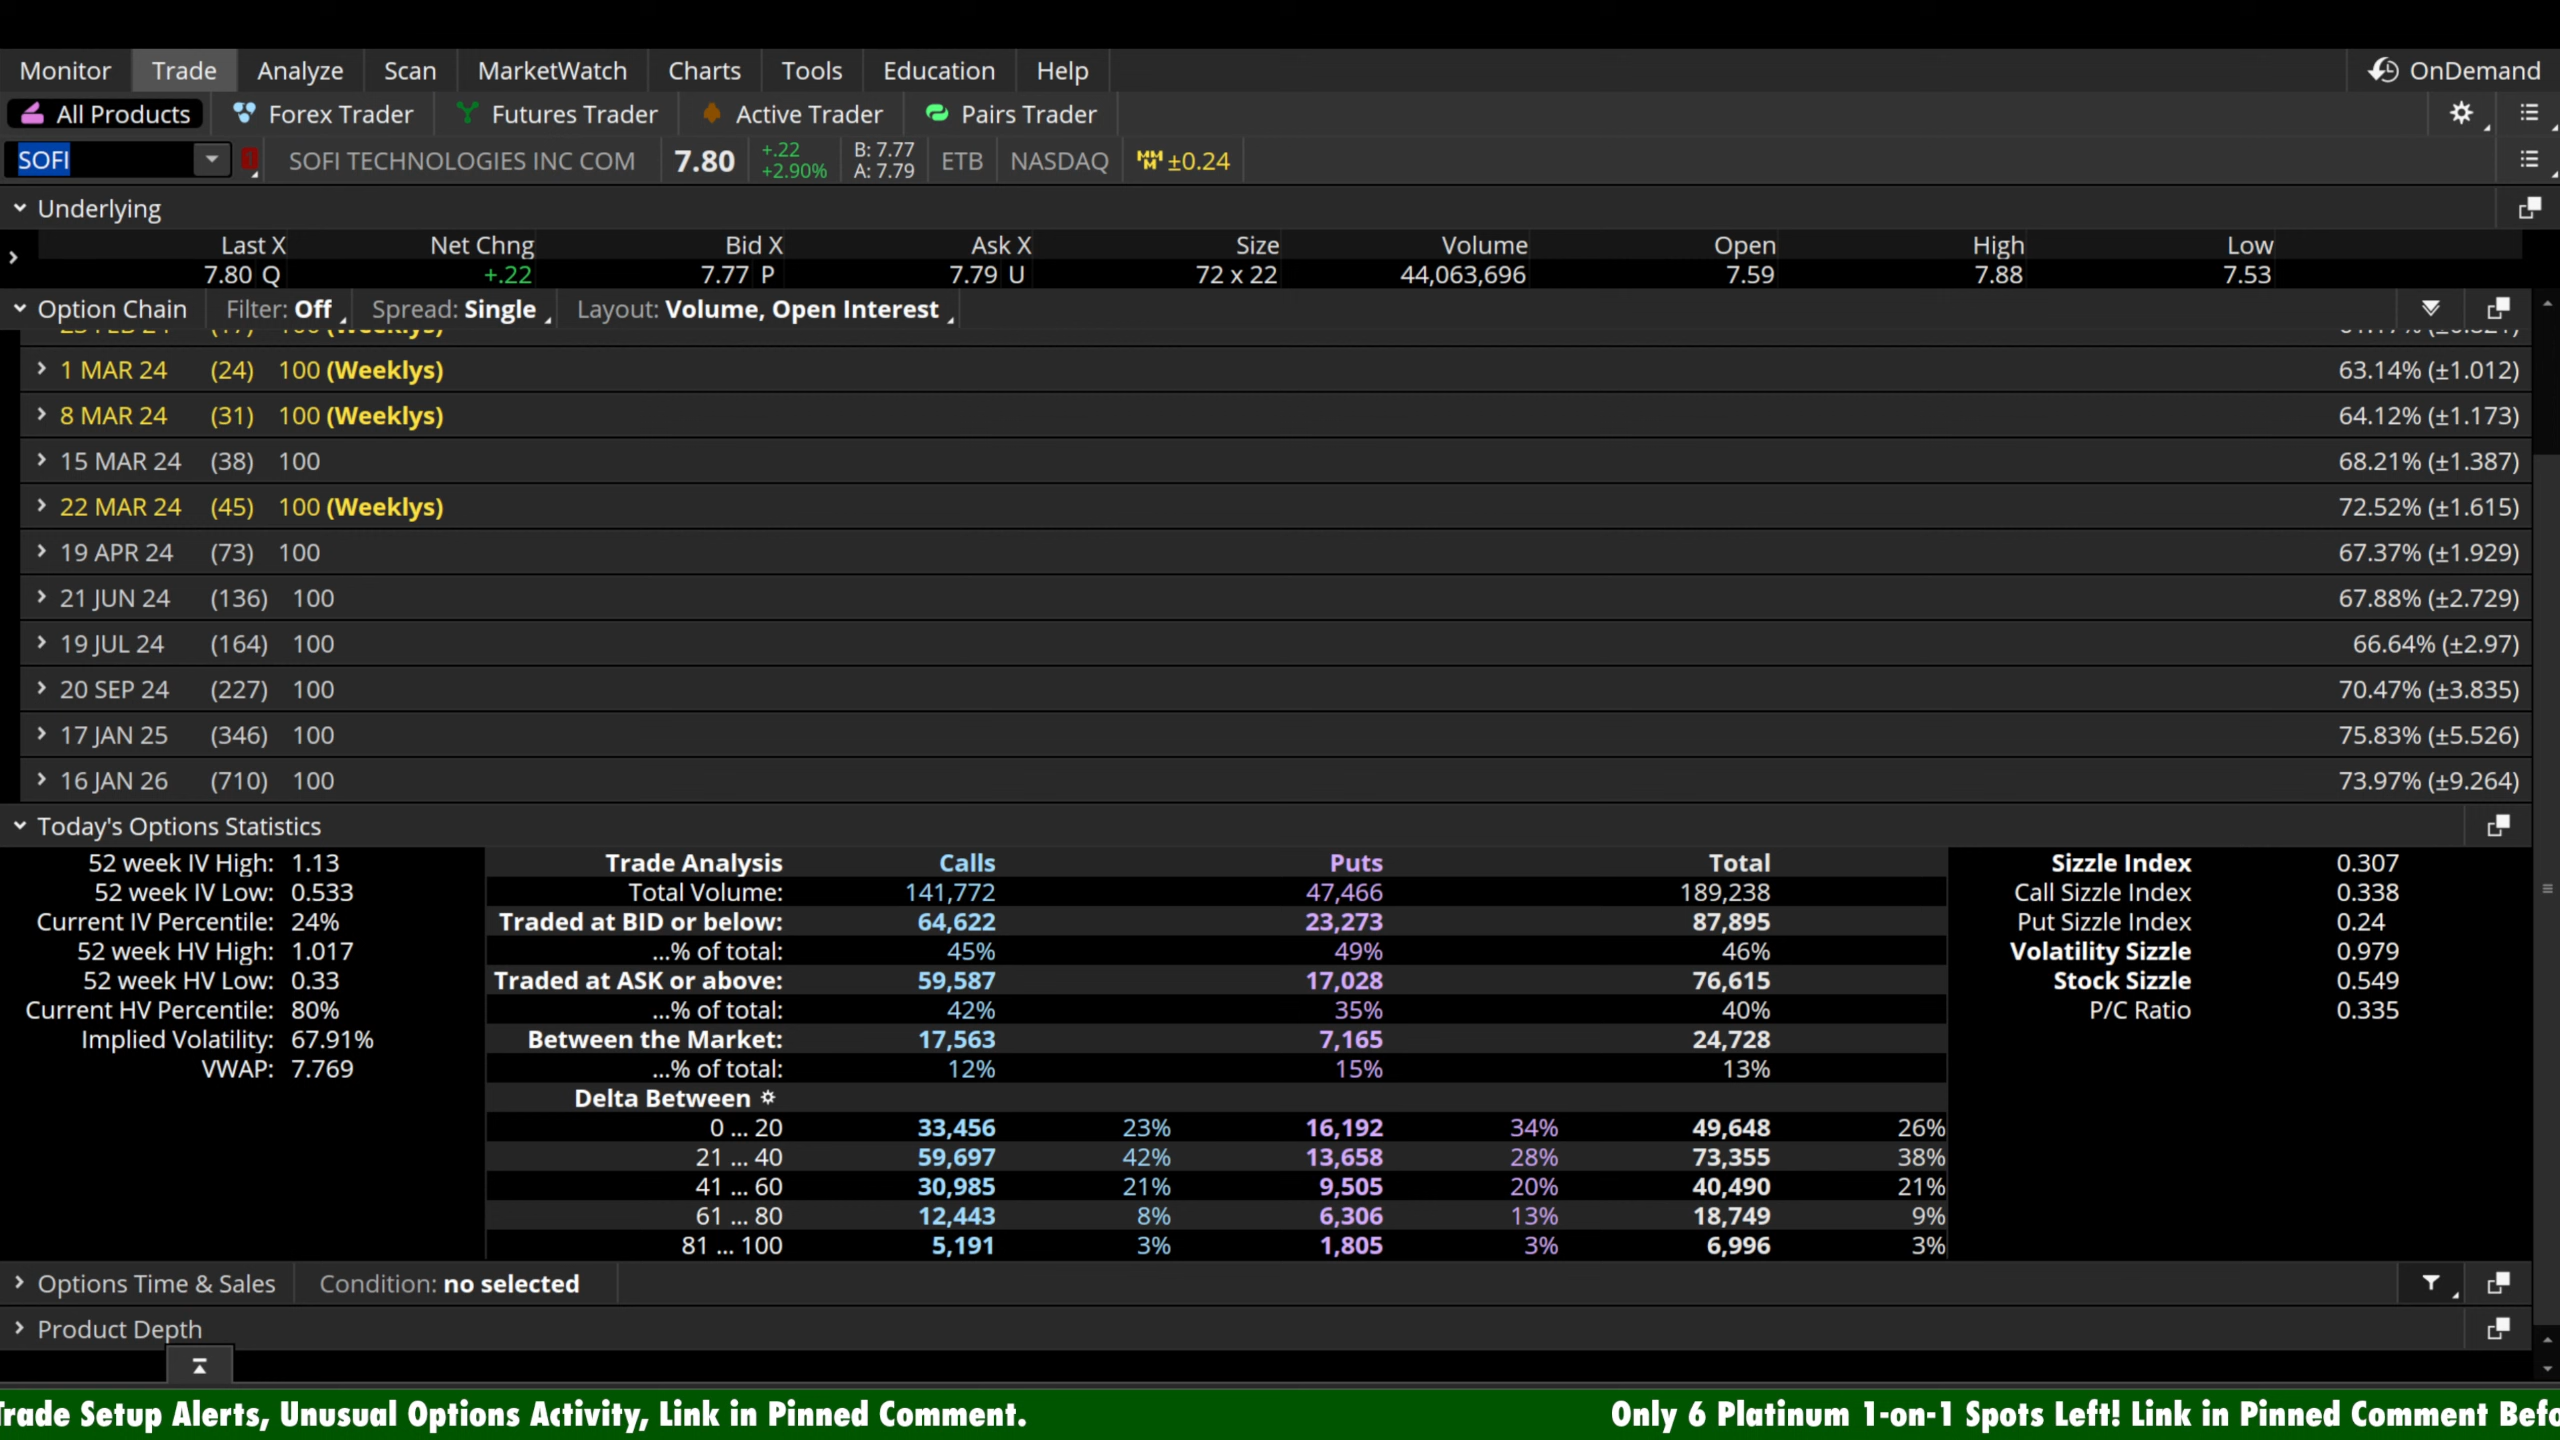 Monitor Trade Analyze Scan MarketWatch Charts Tools Education Help OnDemand
All Products Forex Trader Futures Trader Active Trader Pairs Trader
SOFI SOFI TECHNOLOGIES INC COM 7.80 +.22 +2.90% B: 7.77 A: 7.79 ETB NASDAQ ±0.24
Underlying
Last X Net Chng Bid X Ask X Size Volume Open High Low
7.80 Q +.22 7.77 P 7.79 U 72 x 22 44,063,696 7.59 7.88 7.53
Option Chain Filter: Off Spread: Single Layout: Volume, Open Interest
1 MAR 24 (24) 100 (Weeklys) 63.14% (±1.012)
8 MAR 24 (31) 100 (Weeklys) 64.12% (±1.173)
15 MAR 24 (38) 100 68.21% (±1.387)
22 MAR 24 (45) 100 (Weeklys) 72.52% (±1.615)
19 APR 24 (73) 100 67.37% (±1.929)
21 JUN 24 (136) 100 67.88% (±2.729)
19 JUL 24 (164) 100 66.64% (±2.97)
20 SEP 24 (227) 100 70.47% (±3.835)
17 JAN 25 (346) 100 75.83% (±5.526)
16 JAN 26 (710) 100 73.97% (±9.264)
Today's Options Statistics
52 week IV High: 1.13 Trade Analysis Calls Puts Total Sizzle Index 0.307
52 week IV Low: 0.533 Total Volume: 141,772 47,466 189,238 Call Sizzle Index 0.338
Current IV Percentile: 24% Traded at BID or below: 64,622 23,273 87,895 Put Sizzle Index 0.24
52 week HV High: 1.017 ...% of total: 45% 49% 46% Volatility Sizzle 0.979
52 week HV Low: 0.33 Traded at ASK or above: 59,587 17,028 76,615 Stock Sizzle 0.549
Current HV Percentile: 80% ...% of total: 42% 35% 40% P/C Ratio 0.335
Implied Volatility: 67.91% Between the Market: 17,563 7,165 24,728
VWAP: 7.769 ...% of total: 12% 15% 13%
Delta Between
0 ... 20 33,456 23% 16,192 34% 49,648 26%
21 ... 40 59,697 42% 13,658 28% 73,355 38%
41 ... 60 30,985 21% 9,505 20% 40,490 21%
61 ... 80 12,443 8% 6,306 13% 18,749 9%
81 ... 100 5,191 3% 1,805 3% 6,996 3%
Options Time & Sales Condition: no selected
Product Depth
Trade Setup Alerts, Unusual Options Activity, Link in Pinned Comment. Only 6 Platinum 1-on-1 Spots Left! Link in Pinned Comment Befo